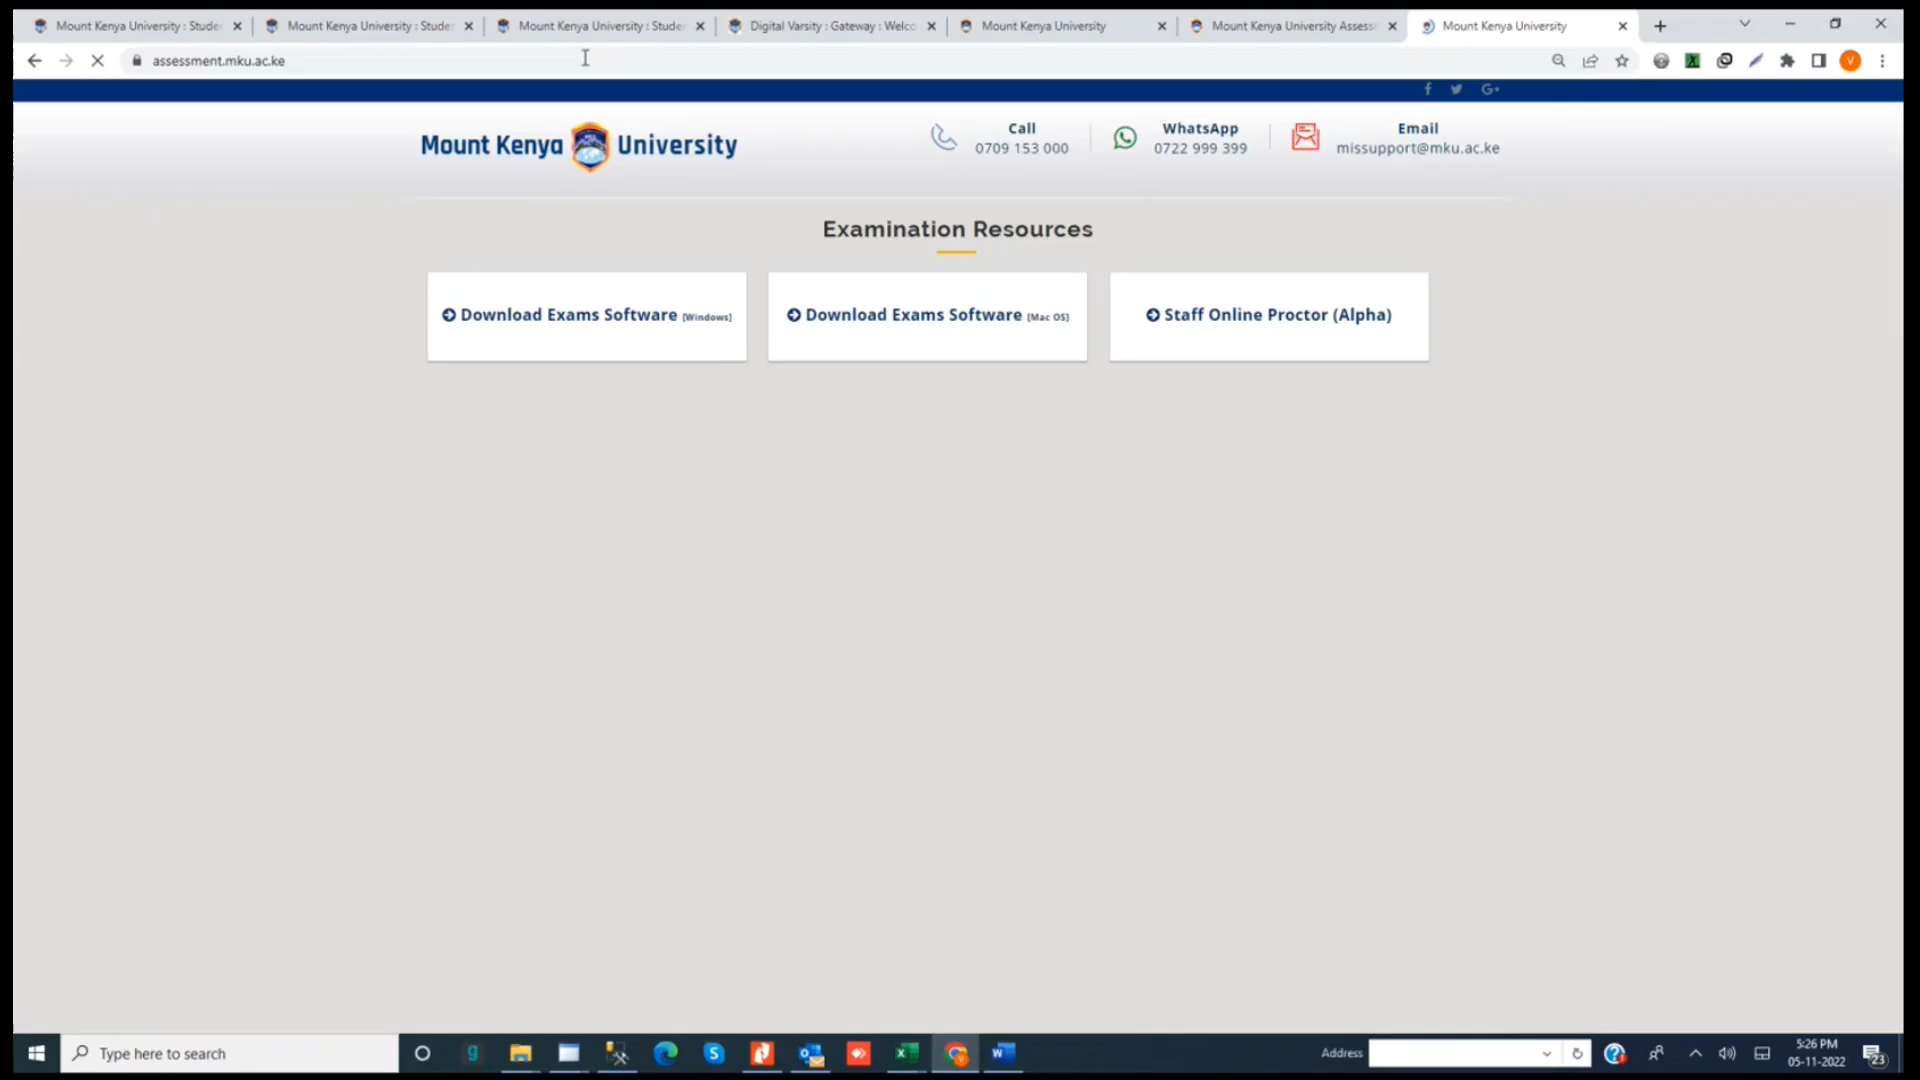 Mount Kenya University : Stude
Mount Kenya University : Stude
Mount Kenya University : Stude
Digital Varsity : Gateway : Welco
Mount Kenya University
Mount Kenya University Assess
Mount Kenya University
assessment.mku.ac.ke
V
f
G+
Mount Kenya University
Call
0709 153 000
WhatsApp
0722 999 399
Email
missupport@mku.ac.ke
Examination Resources
Download Exams Software [Windows]
Download Exams Software [Mac OS]
Staff Online Proctor (Alpha)
Type here to search
Address
5:26 PM
05-11-2022
23